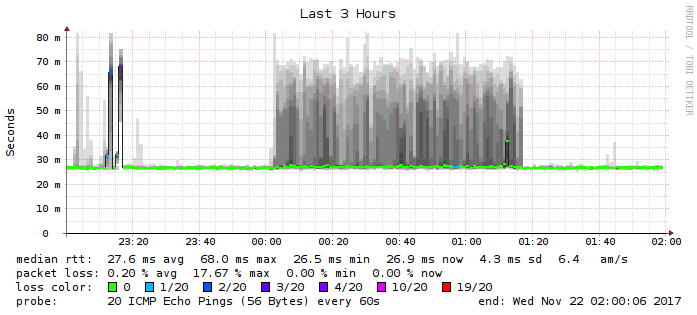 Last 3 Hours
RRDTOOL / TOBI OETIKER
Seconds
80 m
70 m
60 m
50 m
40 m
30 m
20 m
10 m
0
23:20 23:40 00:00 00:20 00:40 01:00 01:20 01:40 02:00
median rtt: 27.6 ms avg 68.0 ms max 26.5 ms min 26.9 ms now 4.3 ms sd 6.4 am/s
packet loss: 0.20 % avg 17.67 % max 0.00 % min 0.00 % now
loss color: 0 1/20 2/20 3/20 4/20 10/20 19/20
probe: 20 ICMP Echo Pings (56 Bytes) every 60s end: Wed Nov 22 02:00:06 2017